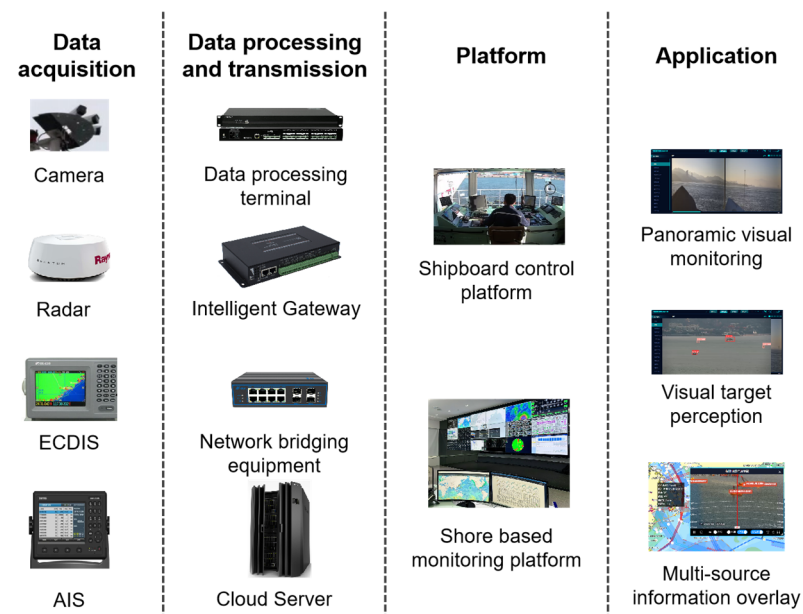 Data
acquisition
Camera
Radar
ECDIS
AIS
Data processing
and transmission
Data processing
terminal
Intelligent Gateway
Network bridging
equipment
Cloud Server
Platform
Shipboard control
platform
Shore based
monitoring platform
Application
Panoramic visual
monitoring
Visual target
perception
Multi-source
information overlay